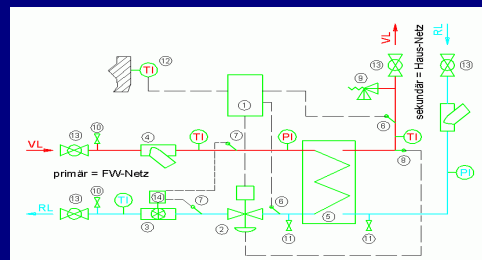 VL
RL
TI
12
13
13
9
sekundär = Haus-Netz
1
6
10
13
4
TI
7
PI
TI
VL
8
primär = FW-Netz
10
14
13
TI
7
6
5
PI
RL
3
2
11
11